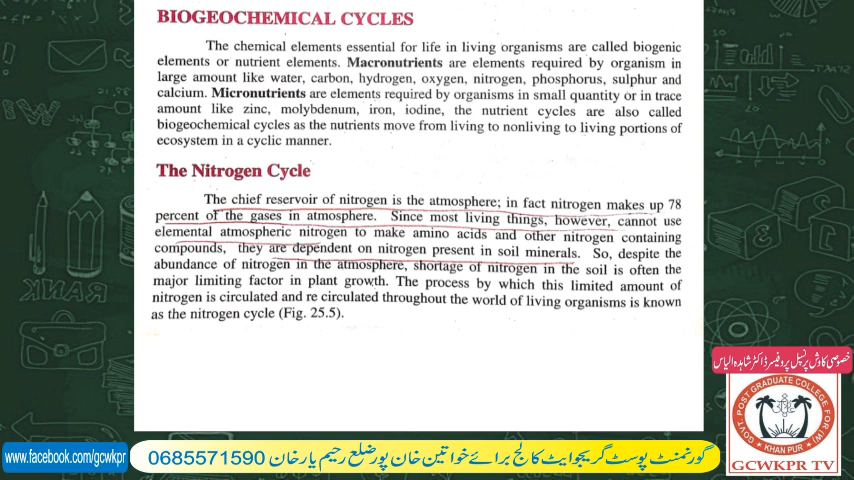 BIOGEOCHEMICAL CYCLES
The chemical elements essential for life in living organisms are called biogenic
elements or nutrient elements. Macronutrients are elements required by organism in
large amount like water, carbon, hydrogen, oxygen, nitrogen, phosphorus, sulphur and
calcium. Micronutrients are elements required by organisms in small quantity or in trace
amount like zinc, molybdenum, iron, iodine, the nutrient cycles are also called
biogeochemical cycles as the nutrients move from living to nonliving to living portions of
ecosystem in a cyclic manner.
The Nitrogen Cycle
The chief reservoir of nitrogen is the atmosphere; in fact nitrogen makes up 78
percent of the gases in atmosphere. Since most living things, however, cannot use
elemental atmospheric nitrogen to make amino acids and other nitrogen containing
compounds, they are dependent on nitrogen present in soil minerals. So, despite the
abundance of nitrogen in the atmosphere, shortage of nitrogen in the soil is often the
major limiting factor in plant growth. The process by which this limited amount of
nitrogen is circulated and re circulated throughout the world of living organisms is known
as the nitrogen cycle (Fig. 25.5).
خصوصی کاوش پرنسپل پروفیسر ڈاکٹر شاہدہ الیاس
GOVT. POST GRADUATE COLLEGE FOR (W)
KHAN PUR
GCWKPR TV
www.facebook.com/gcwkpr
گورنمنٹ پوسٹ گریجوایٹ کالج برائے خواتین خان پور ضلع رحیم یار خان 0685571590